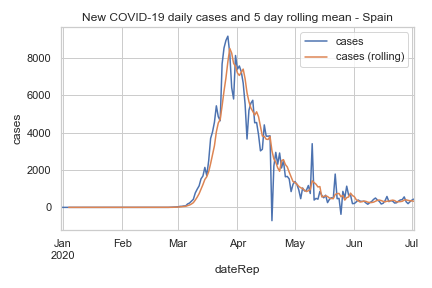 New COVID-19 daily cases and 5 day rolling mean - Spain
cases
cases (rolling)
8000
6000
4000
2000
0
cases
Jan
2020
Feb
Mar
Apr
May
Jun
Jul
dateRep